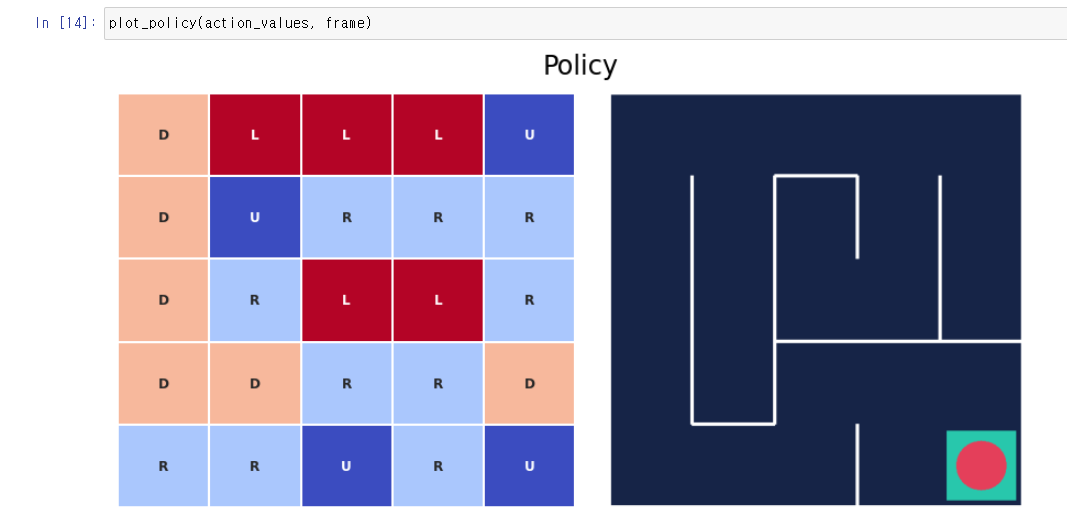 In [14]: plot_policy(action_values, frame)
Policy
D L L L U
D U R R R
D R L L R
D D R R D
R R U R U